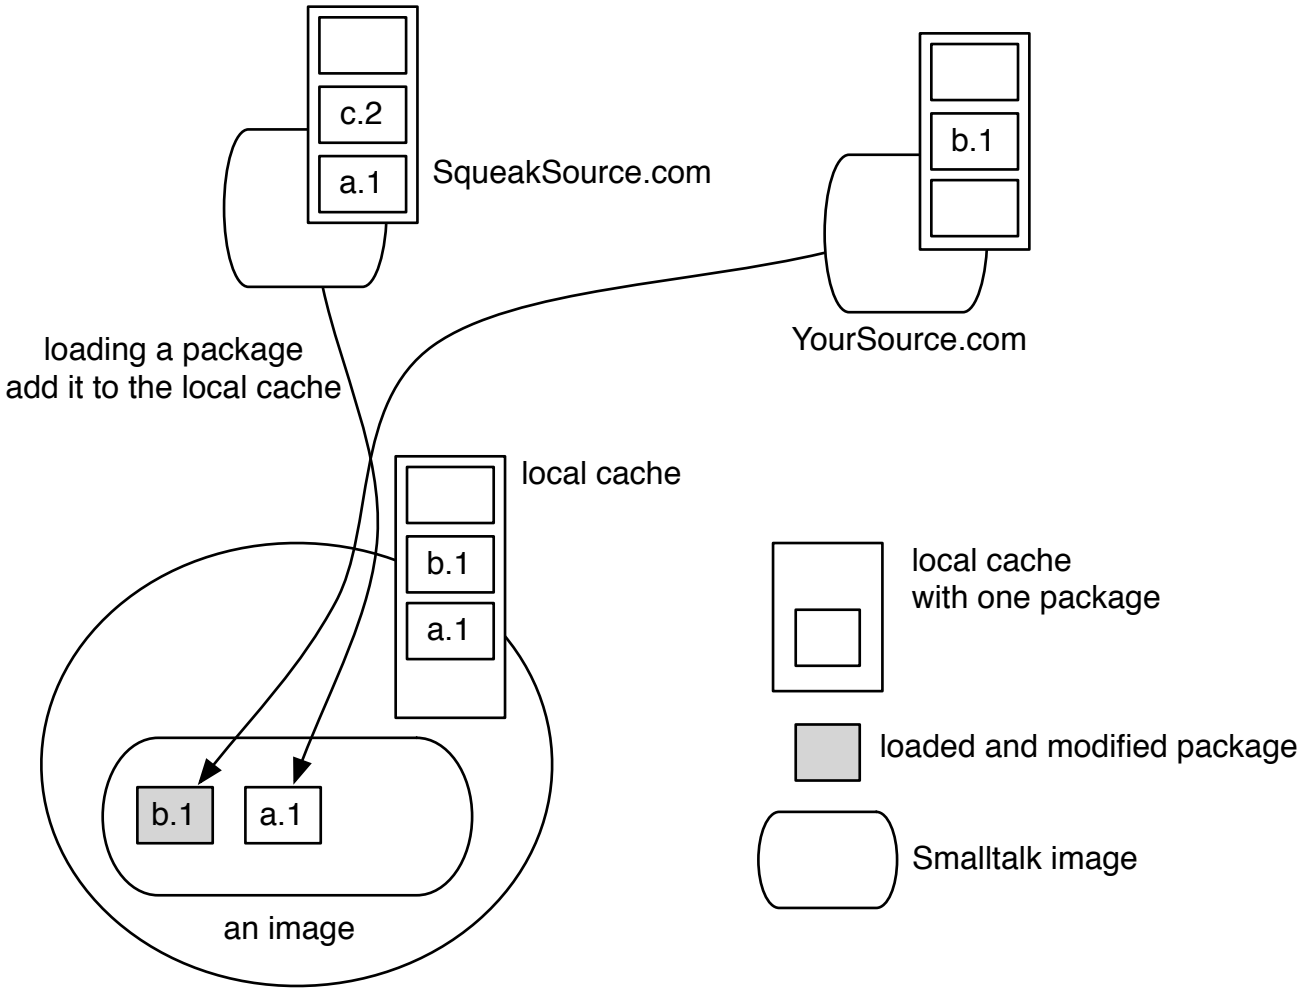 c.2
a.1
SqueakSource.com
b.1
YourSource.com
loading a package
add it to the local cache
local cache
b.1
a.1
b.1
a.1
an image
local cache
with one package
loaded and modified package
Smalltalk image